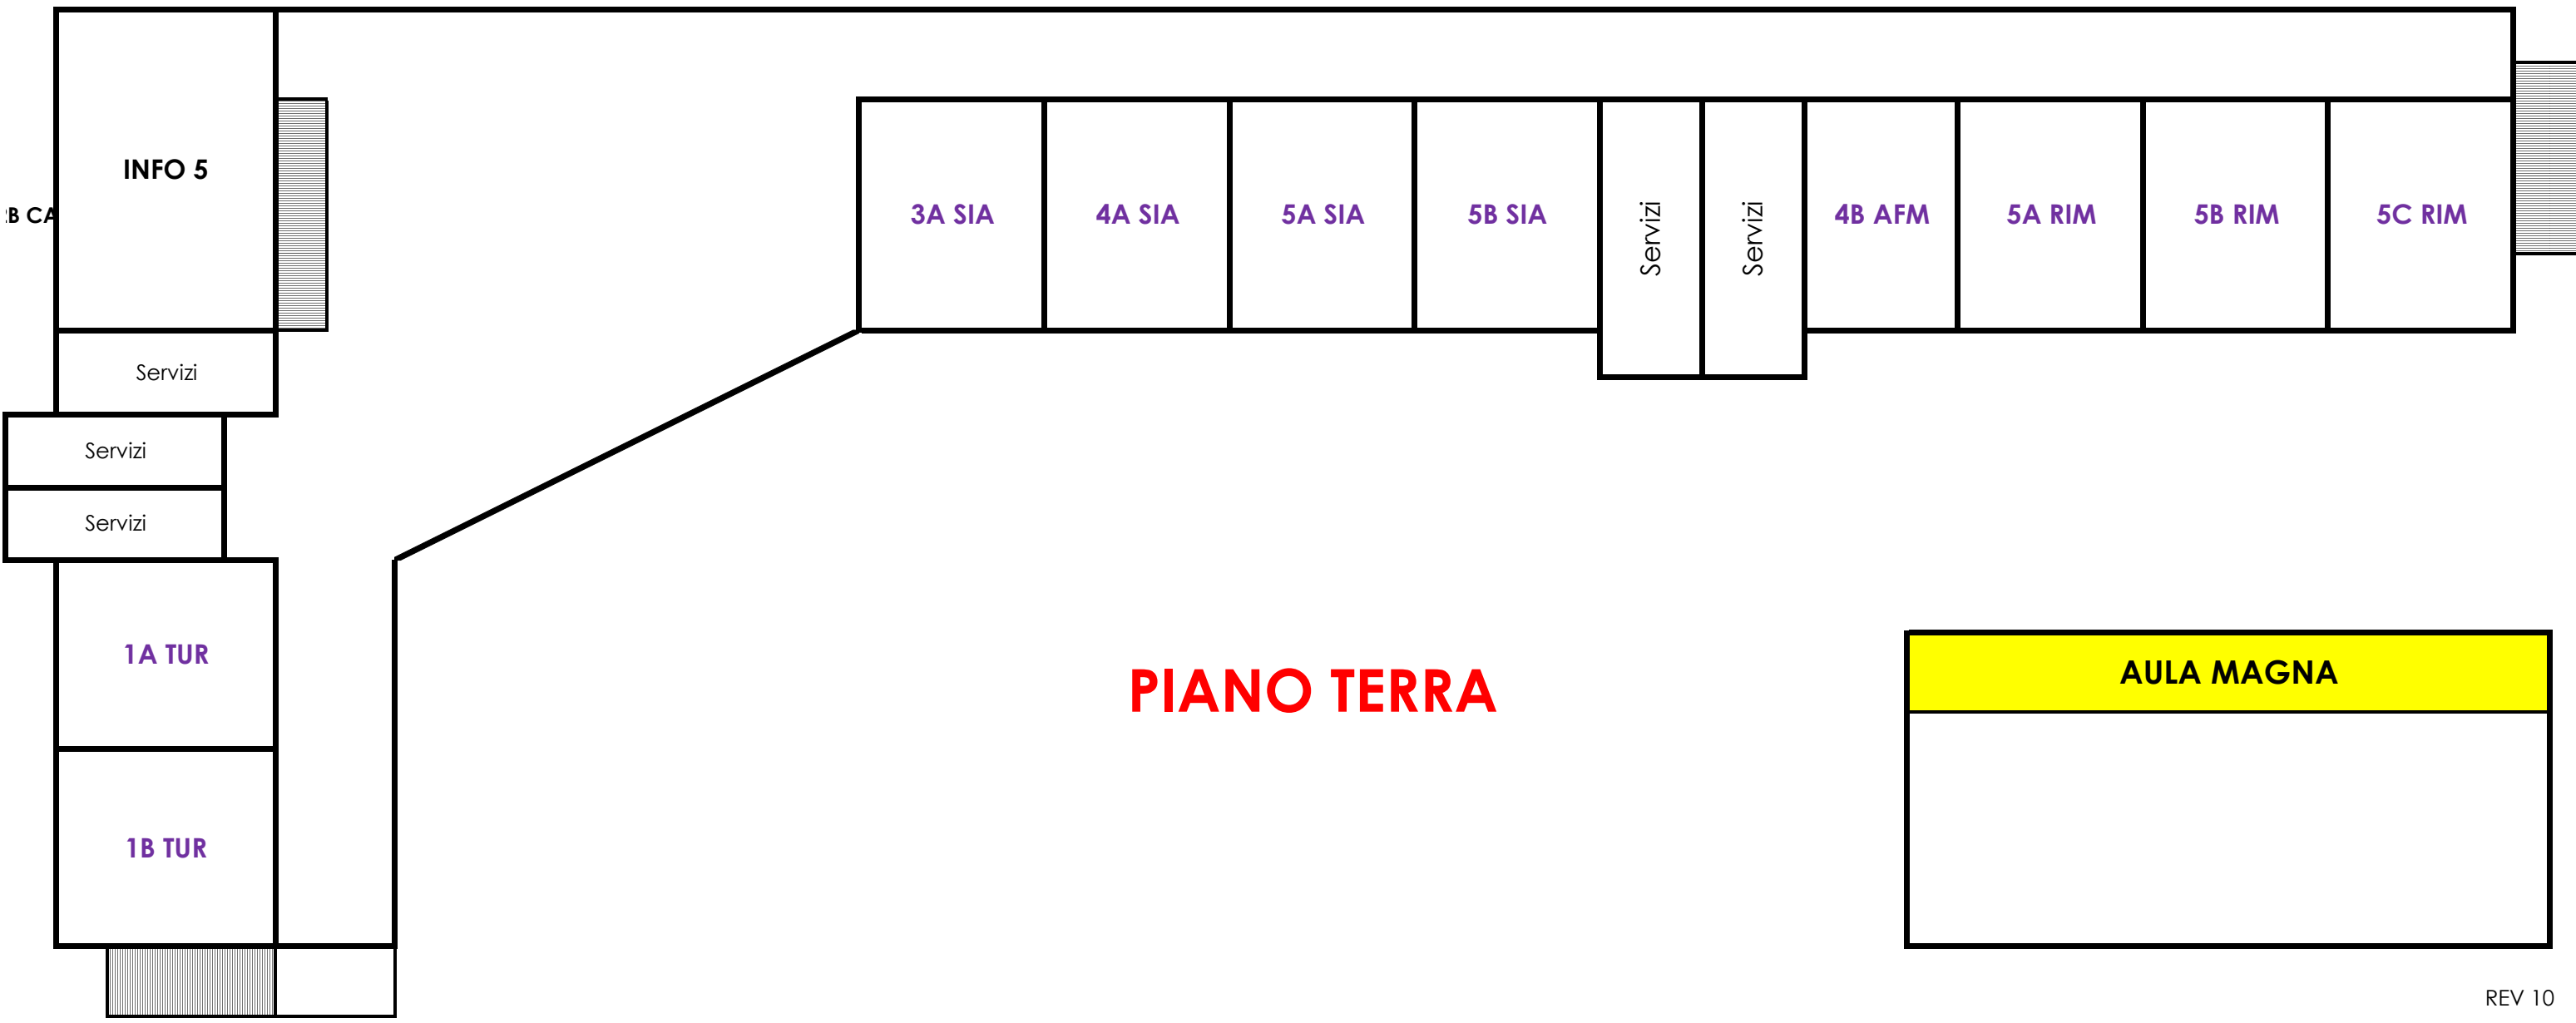 INFO 5
3A SIA
4A SIA
5A SIA
5B SIA
Servizi
Servizi
4B AFM
5A RIM
5B RIM
5C RIM
B CA
Servizi
Servizi
Servizi
1A TUR
1B TUR
PIANO TERRA
AULA MAGNA
REV 10